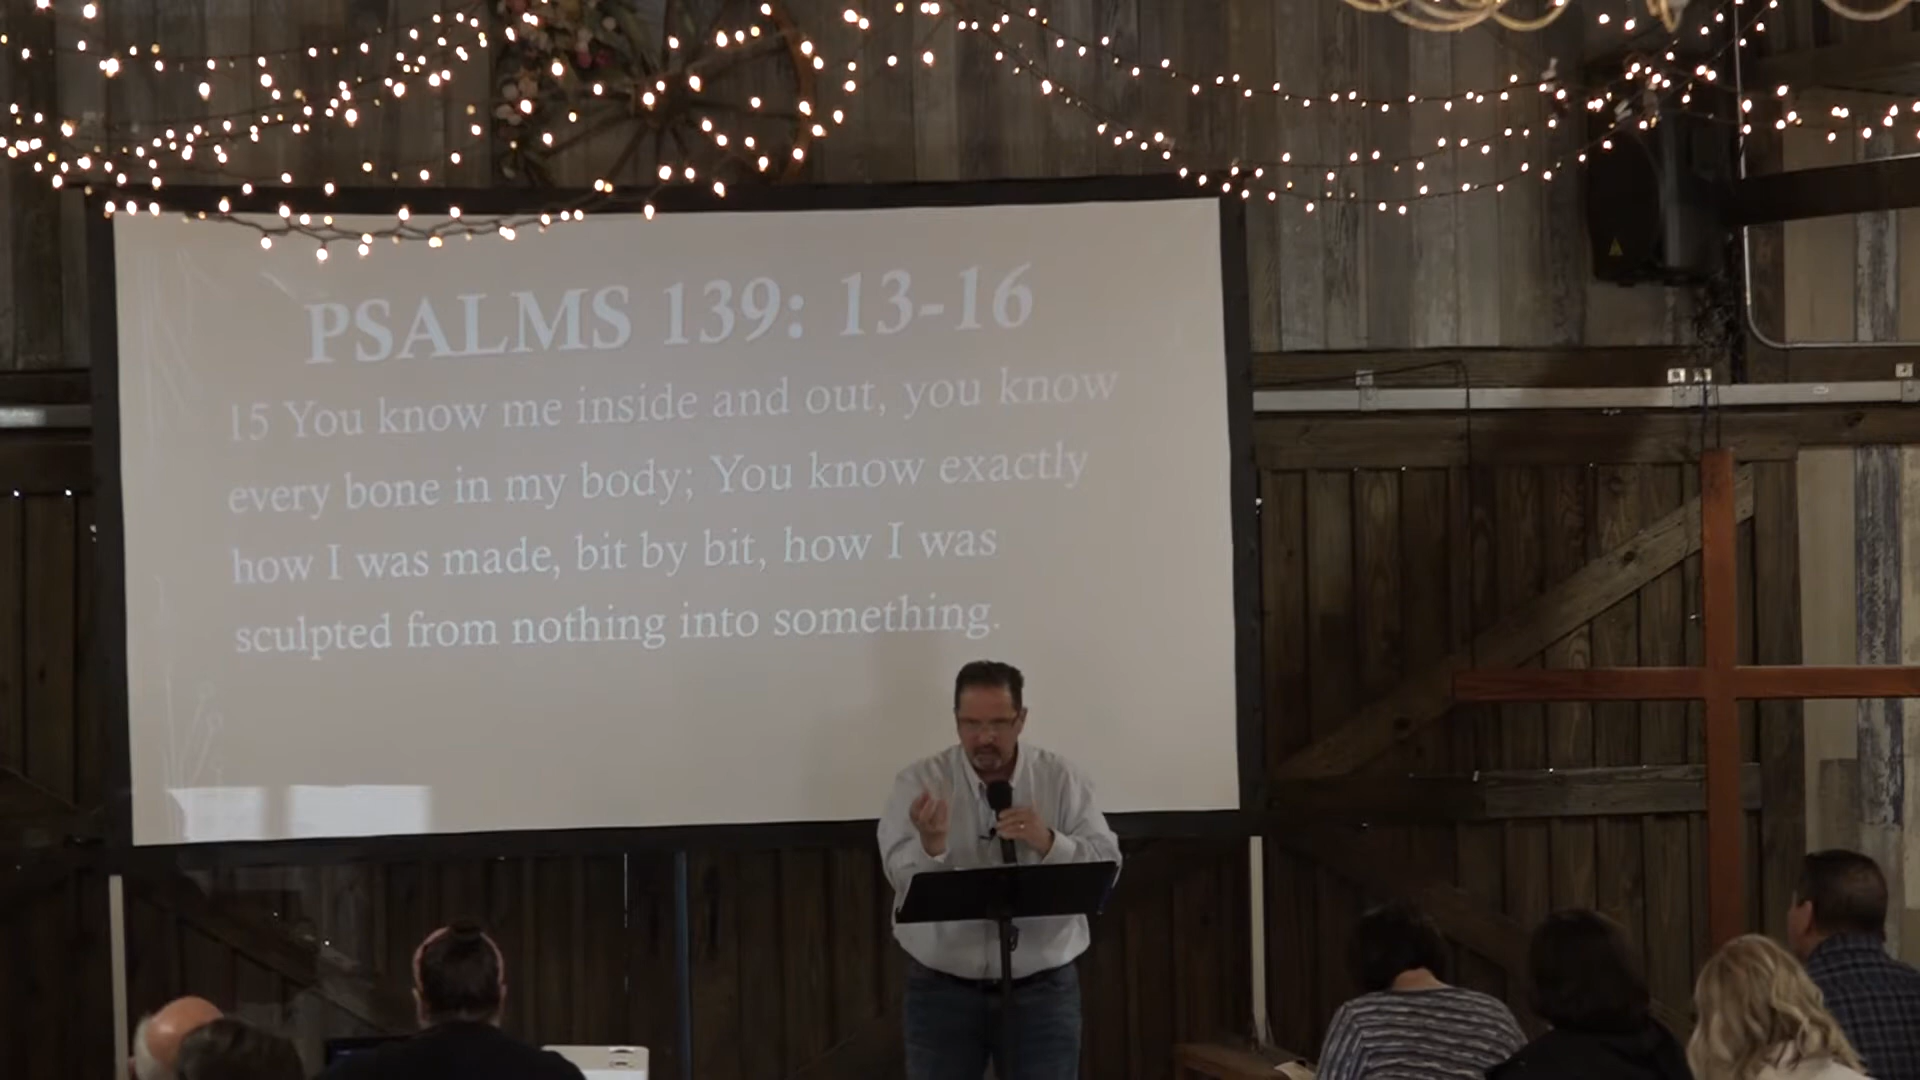 PSALMS 139: 13-16
15 You know me inside and out, you know
every bone in my body; You know exactly
how I was made, bit by bit, how I was
sculpted from nothing into something.